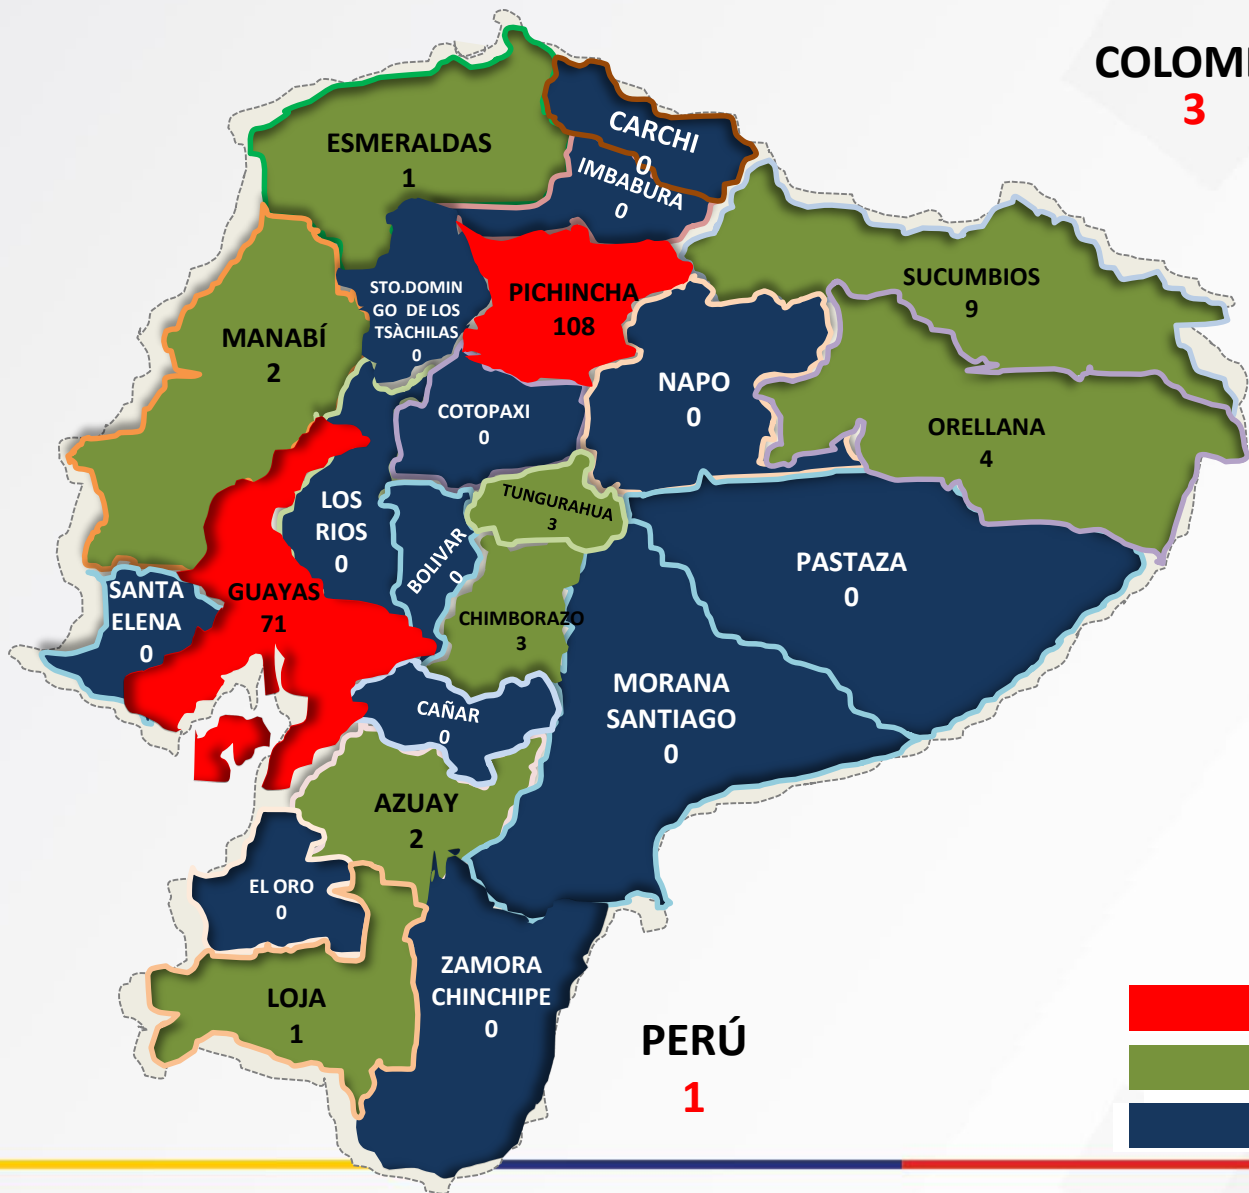 COLOM
3
CARCHI
0
ESMERALDAS
1
IMBABURA
0
SUCUMBIOS
9
STO.DOMIN
GO DE LOS
TSÀCHILAS
0
PICHINCHA
108
MANABÍ
2
NAPO
0
COTOPAXI
0
ORELLANA
4
TUNGURAHUA
3
LOS
RIOS
0
BOLIVAR
0
PASTAZA
0
SANTA
ELENA
0
GUAYAS
71
CHIMBORAZO
3
MORANA
SANTIAGO
0
CAÑAR
0
AZUAY
2
EL ORO
0
ZAMORA
CHINCHIPE
0
LOJA
1
PERÚ
1